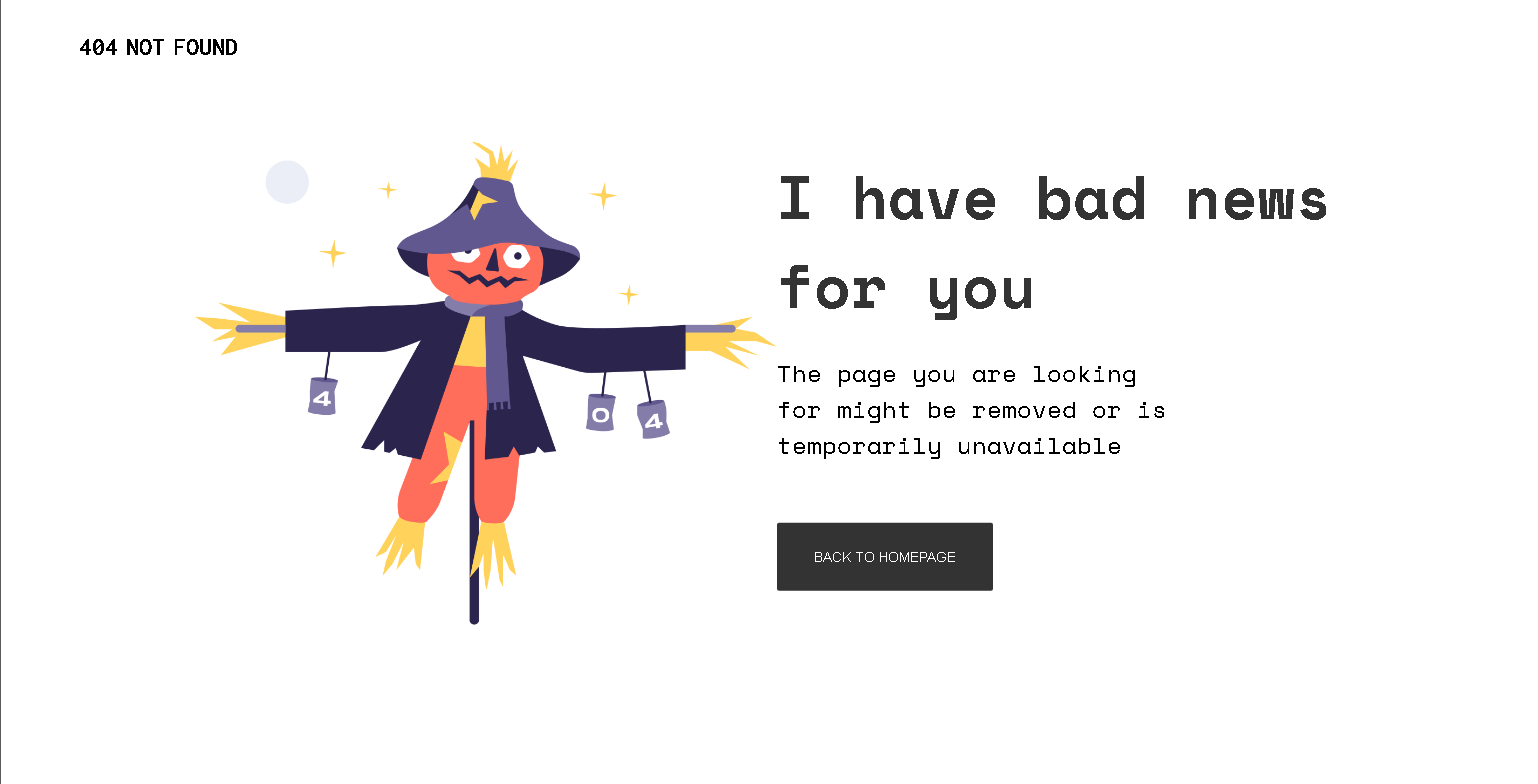 404 NOT FOUND
I have bad news
for you
The page you are looking
for might be removed or is
temporarily unavailable
BACK TO HOMEPAGE
4
0
4